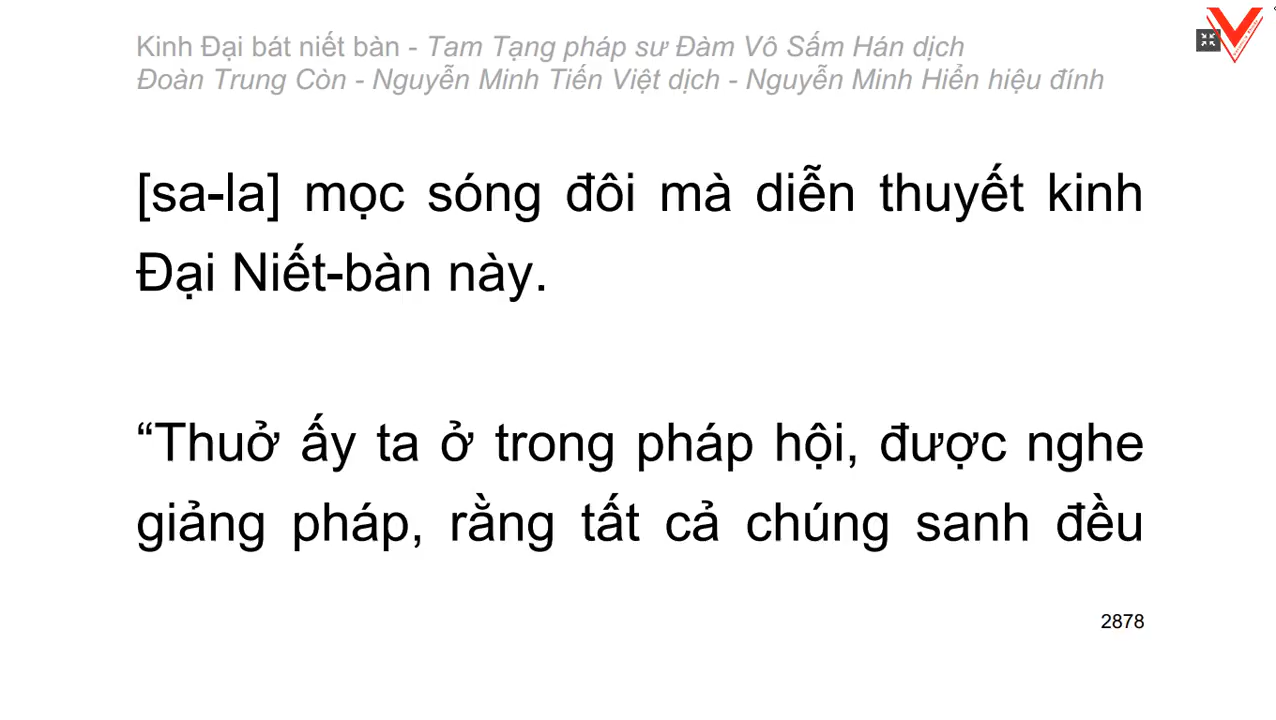 Kinh Đại bát niết bàn - Tam Tạng pháp sư Đàm Vô Sấm Hán dịch
Đoàn Trung Còn - Nguyễn Minh Tiến Việt dịch - Nguyễn Minh Hiển hiệu đính
[sa-la] mọc sóng đôi mà diễn thuyết kinh
Đại Niết-bàn này.
“Thuở ấy ta ở trong pháp hội, được nghe
giảng pháp, rằng tất cả chúng sanh đều
2878